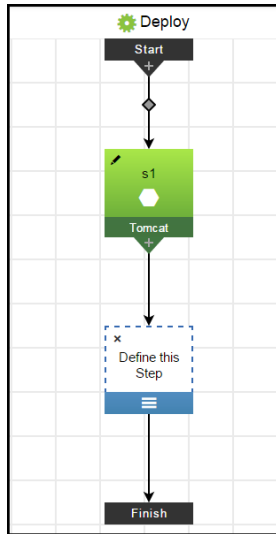 Deploy
Start
s1
Tomcat
Define this
Step
Finish